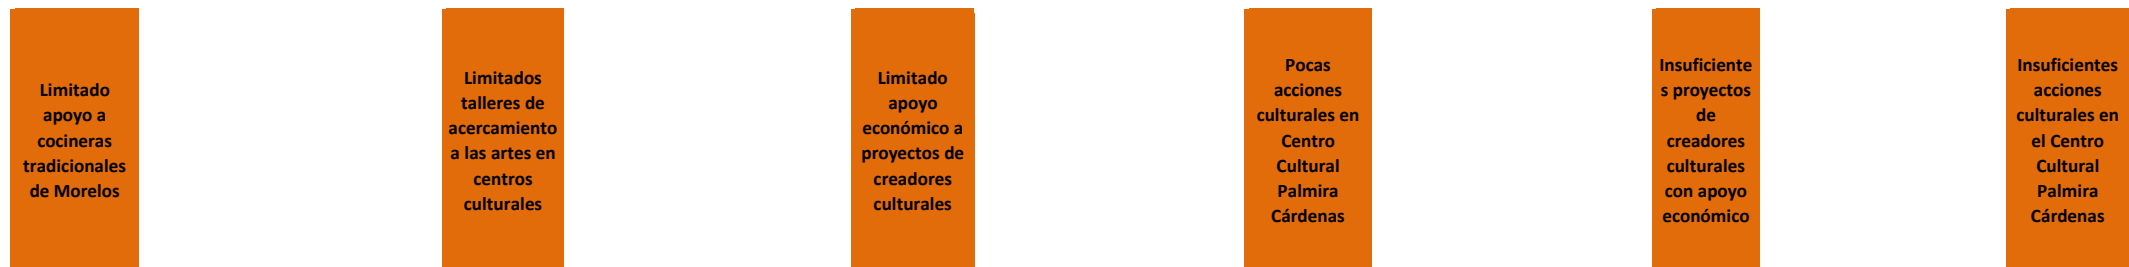 Limitado
apoyo a
cocineras
tradicionales
de Morelos
Limitados
talleres de
acercamiento
a las artes en
centros
culturales
Limitado
apoyo
económico a
proyectos de
creadores
culturales
Pocas
acciones
culturales en
Centro
Cultural
Palmira
Cárdenas
Insuficiente
s proyectos
de
creadores
culturales
con apoyo
económico
Insuficientes
acciones
culturales en
el Centro
Cultural
Palmira
Cárdenas